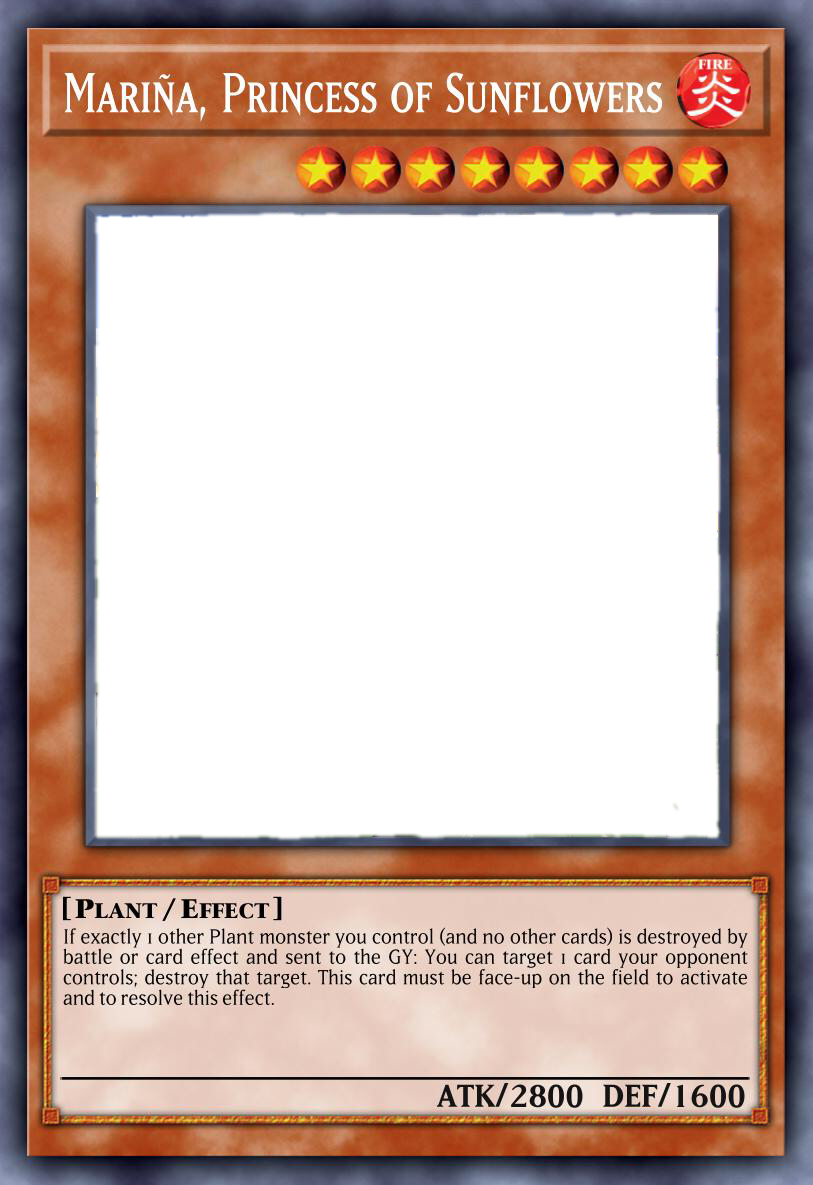 Mariña, Princess of Sunflowers
FIRE
炎
[ Plant / Effect ]
If exactly 1 other Plant monster you control (and no other cards) is destroyed by
battle or card effect and sent to the GY: You can target 1 card your opponent
controls; destroy that target. This card must be face-up on the field to activate
and to resolve this effect.
ATK/2800 DEF/1600